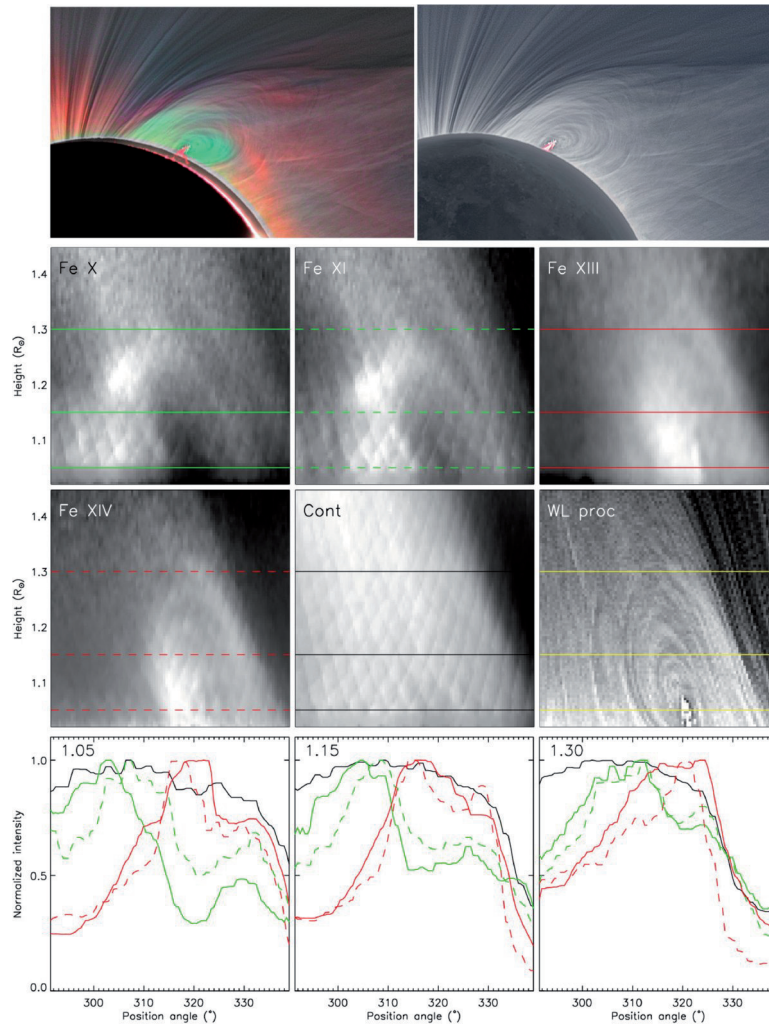 Fe X
Fe XI
Fe XIII
1.4
1.3
1.2
1.1
Height (R⊙)
Fe XIV
Cont
WL proc
1.4
1.3
1.2
1.1
Height (R⊙)
1.05
1.15
1.30
1.0
0.5
0.0
Normalized intensity
300 310 320 330
300 310 320 330
300 310 320 330
Position angle (°)
Position angle (°)
Position angle (°)